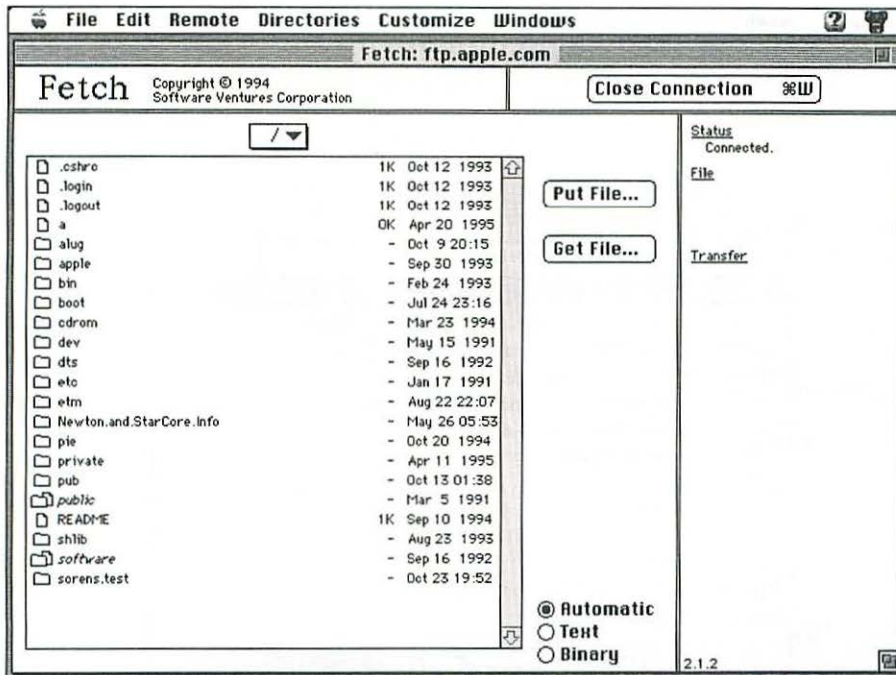 File Edit Remote Directories Customize Windows
Fetch: ftp.apple.com
Fetch
Copyright © 1994
Software Ventures Corporation
Close Connection ⌘W
/
.cshrc 1K Oct 12 1993
.login 1K Oct 12 1993
.logout 1K Oct 12 1993
a 0K Apr 20 1995
alug - Oct 9 20:15
apple - Sep 30 1993
bin - Feb 24 1993
boot - Jul 24 23:16
cdrom - Mar 23 1994
dev - May 15 1991
dts - Sep 16 1992
etc - Jan 17 1991
etm - Aug 22 22:07
Newton.and.StarCore.Info - May 26 05:53
pie - Oct 20 1994
private - Apr 11 1995
pub - Oct 13 01:38
public - Mar 5 1991
README 1K Sep 10 1994
shlib - Aug 23 1993
software - Sep 16 1992
sorens.test - Oct 23 19:52
Put File...
Get File...
Automatic
Text
Binary
Status
Connected.
File
Transfer
2.1.2